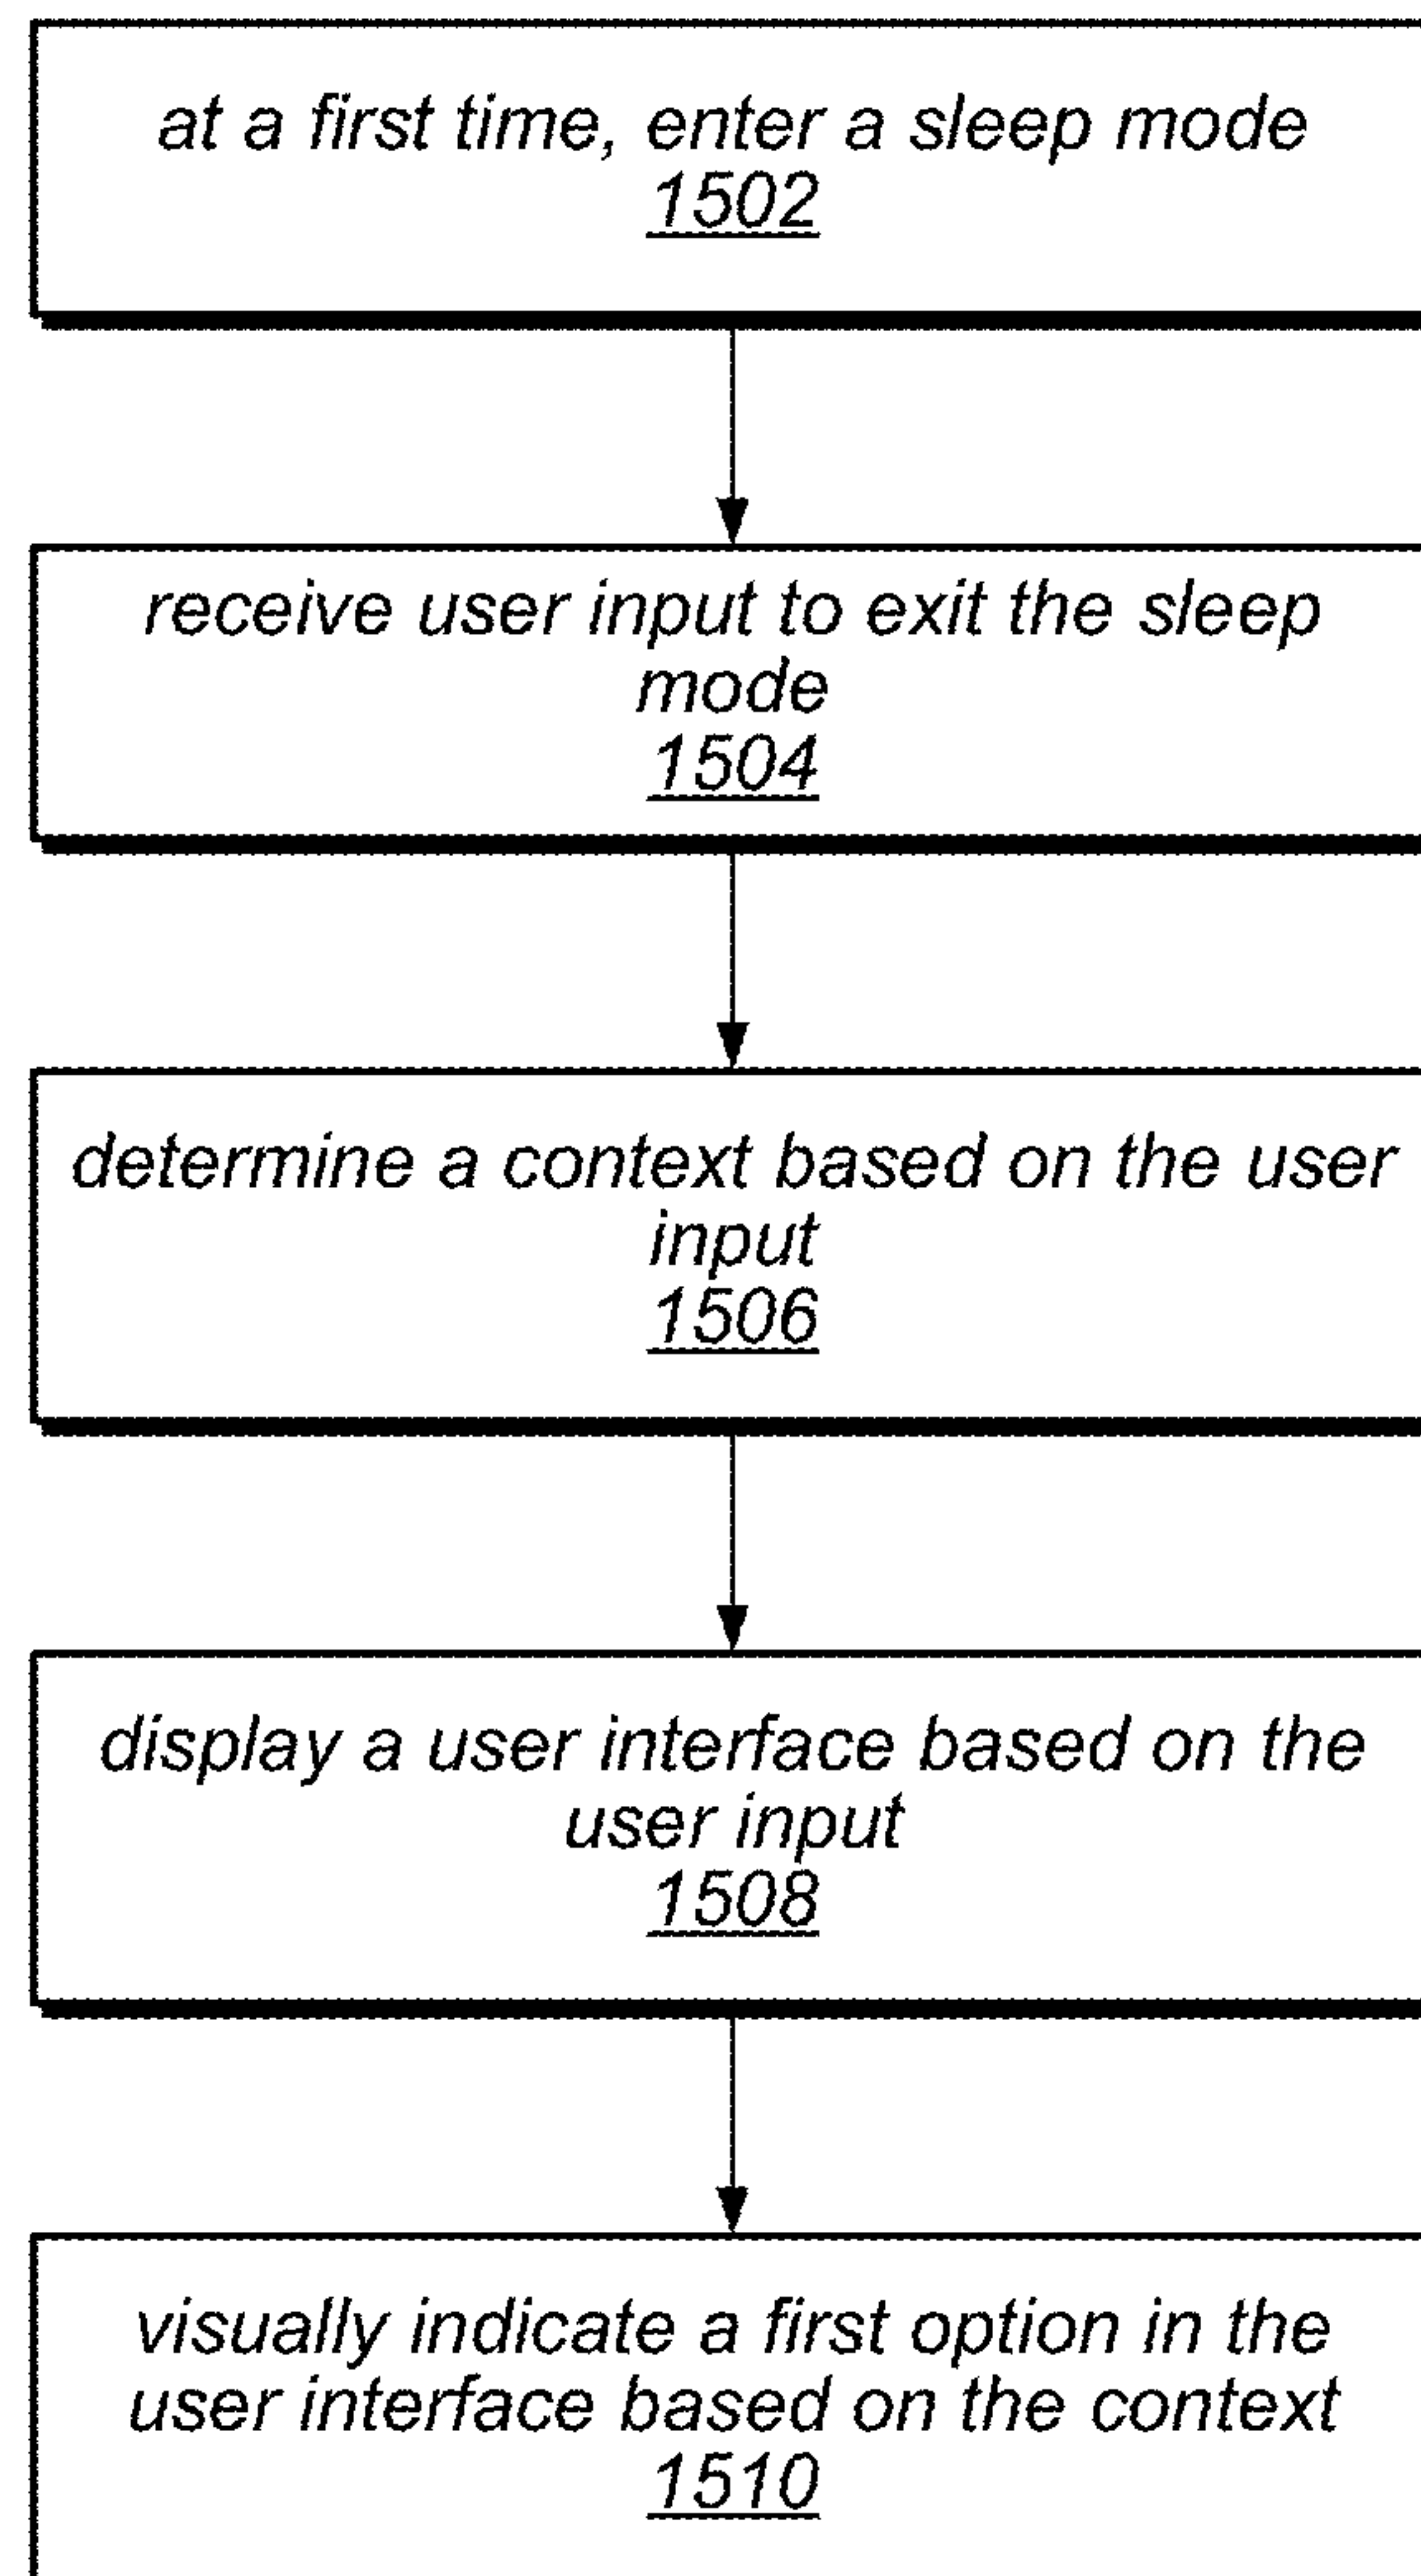 at a first time, enter a sleep mode
1502
receive user input to exit the sleep
mode
1504
determine a context based on the user
input
1506
display a user interface based on the
user input
1508
visually indicate a first option in the
user interface based on the context
1510